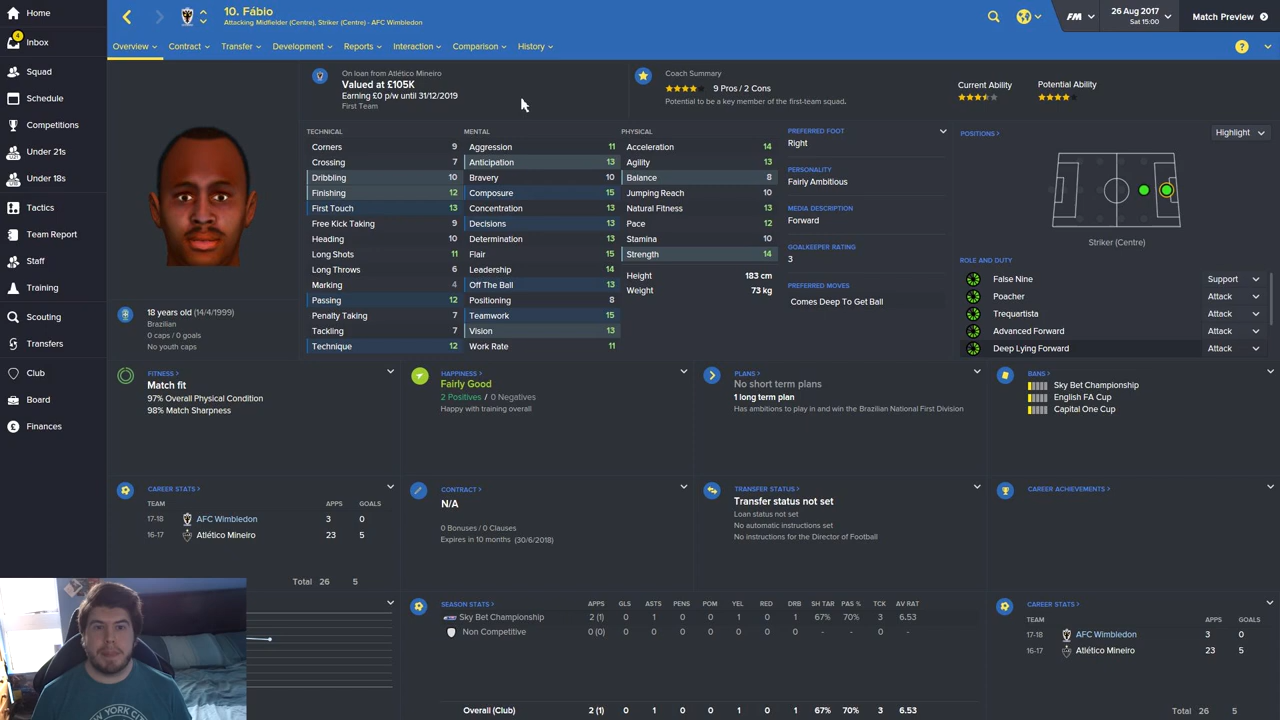 Home
4
Inbox
Squad
Schedule
Competitions
Under 21s
Under 18s
Tactics
Team Report
Staff
Training
Scouting
Transfers
Club
Board
Finances
10. Fábio
Attacking Midfielder (Centre), Striker (Centre) - AFC Wimbledon
FM
26 Aug 2017
Sat 15:00
Match Preview
Overview
Contract
Transfer
Development
Reports
Interaction
Comparison
History
?
On loan from Atlético Mineiro
Valued at £105K
Earning £0 p/w until 31/12/2019
First Team
Coach Summary
9 Pros / 2 Cons
Potential to be a key member of the first-team squad.
Current Ability
Potential Ability
TECHNICAL
Corners 9
Crossing 7
Dribbling 10
Finishing 12
First Touch 13
Free Kick Taking 9
Heading 10
Long Shots 11
Long Throws 6
Marking 4
Passing 12
Penalty Taking 7
Tackling 7
Technique 12
MENTAL
Aggression 11
Anticipation 13
Bravery 10
Composure 15
Concentration 13
Decisions 13
Determination 13
Flair 15
Leadership 14
Off The Ball 13
Positioning 8
Teamwork 15
Vision 13
Work Rate 11
PHYSICAL
Acceleration 14
Agility 13
Balance 8
Jumping Reach 10
Natural Fitness 13
Pace 12
Stamina 10
Strength 14
Height 183 cm
Weight 73 kg
PREFERRED FOOT
Right
PERSONALITY
Fairly Ambitious
MEDIA DESCRIPTION
Forward
GOALKEEPER RATING
3
PREFERRED MOVES
Comes Deep To Get Ball
POSITIONS >
Highlight
Striker (Centre)
ROLE AND DUTY
False Nine Support
Poacher Attack
Trequartista Attack
Advanced Forward Attack
Deep Lying Forward Attack
18 years old (14/4/1999)
Brazilian
0 caps / 0 goals
No youth caps
FITNESS >
Match fit
97% Overall Physical Condition
98% Match Sharpness
HAPPINESS >
Fairly Good
2 Positives / 0 Negatives
Happy with training overall
PLANS >
No short term plans
1 long term plan
Has ambitions to play in and win the Brazilian National First Division
BANS >
Sky Bet Championship
English FA Cup
Capital One Cup
CAREER STATS >
TEAM APPS GOALS
17-18 AFC Wimbledon 3 0
16-17 Atlético Mineiro 23 5
Total 26 5
CONTRACT >
N/A
0 Bonuses / 0 Clauses
Expires in 10 months (30/6/2018)
TRANSFER STATUS >
Transfer status not set
Loan status not set
No automatic instructions set
No instructions for the Director of Football
CAREER ACHIEVEMENTS >
SEASON STATS > APPS GLS ASTS PENS POM YEL RED DRB SH TAR PAS % TCK AV RAT
Sky Bet Championship 2 (1) 0 1 0 0 1 0 1 67% 70% 3 6.53
Non Competitive 0 (0) 0 0 0 0 0 0 0 - - 0 -
Overall (Club) 2 (1) 0 1 0 0 1 0 1 67% 70% 3 6.53
CAREER STATS >
TEAM APPS GOALS
17-18 AFC Wimbledon 3 0
16-17 Atlético Mineiro 23 5
Total 26 5
NEW YORK CITY